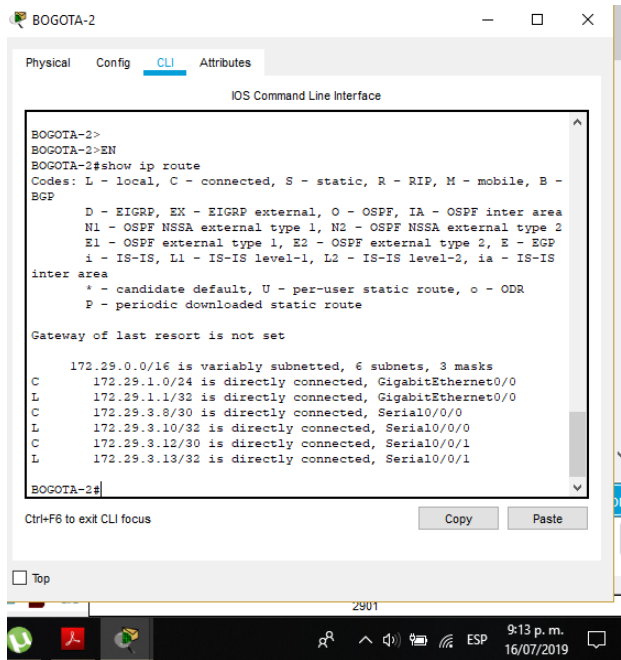 BOGOTA-2
Physical Config CLI Attributes
IOS Command Line Interface
BOGOTA-2>
BOGOTA-2>EN
BOGOTA-2#show ip route
Codes: L - local, C - connected, S - static, R - RIP, M - mobile, B -
BGP
D - EIGRP, EX - EIGRP external, O - OSPF, IA - OSPF inter area
N1 - OSPF NSSA external type 1, N2 - OSPF NSSA external type 2
E1 - OSPF external type 1, E2 - OSPF external type 2, E - EGP
i - IS-IS, L1 - IS-IS level-1, L2 - IS-IS level-2, ia - IS-IS
inter area
* - candidate default, U - per-user static route, o - ODR
P - periodic downloaded static route
Gateway of last resort is not set
172.29.0.0/16 is variably subnetted, 6 subnets, 3 masks
C 172.29.1.0/24 is directly connected, GigabitEthernet0/0
L 172.29.1.1/32 is directly connected, GigabitEthernet0/0
C 172.29.3.8/30 is directly connected, Serial0/0/0
L 172.29.3.10/32 is directly connected, Serial0/0/0
C 172.29.3.12/30 is directly connected, Serial0/0/1
L 172.29.3.13/32 is directly connected, Serial0/0/1
BOGOTA-2#
Ctrl+F6 to exit CLI focus Copy Paste
Top
2901
ESP 9:13 p. m.
16/07/2019